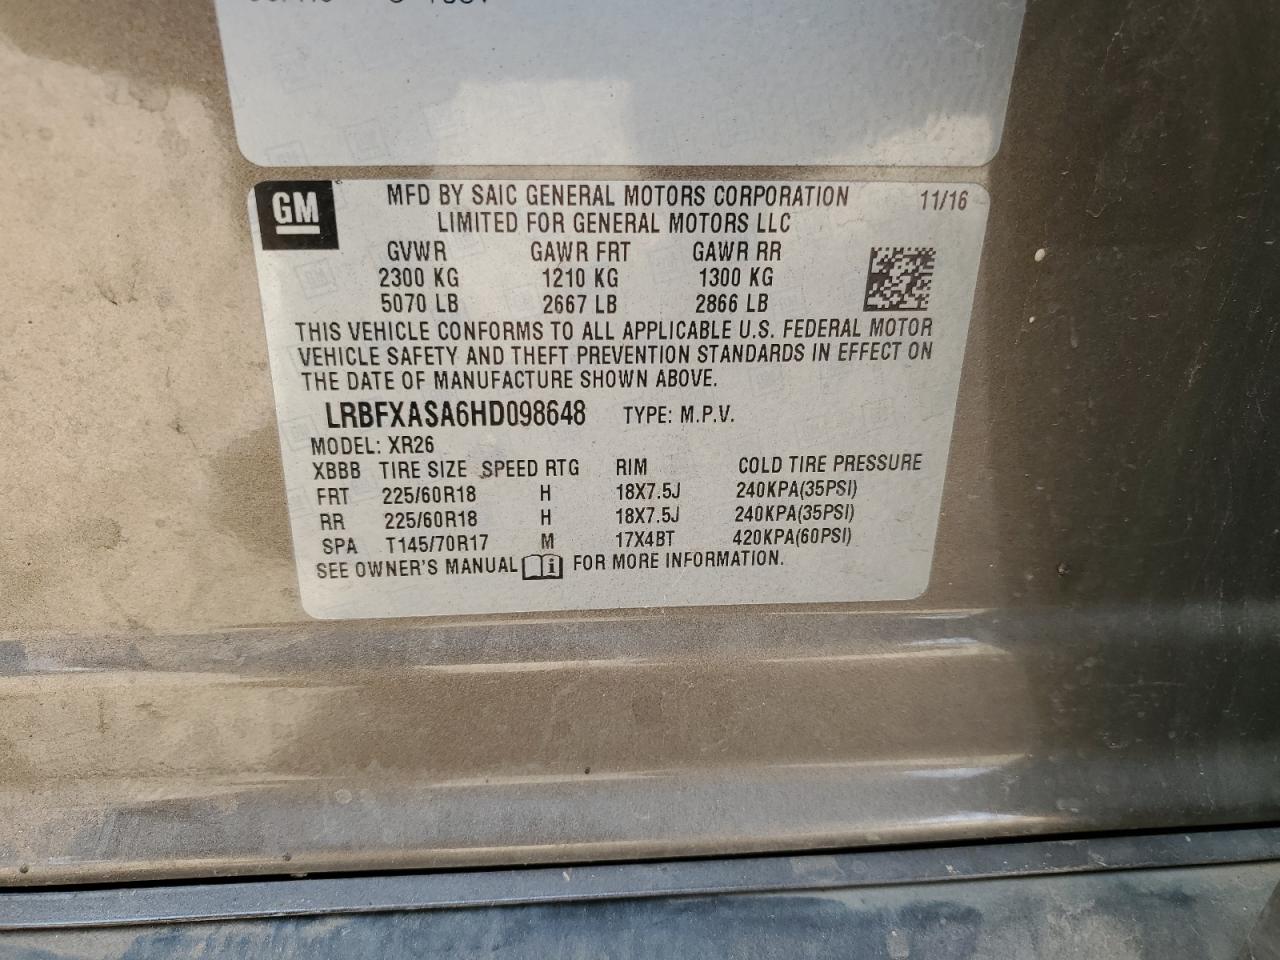 GM
MFD BY SAIC GENERAL MOTORS CORPORATION 11/16
LIMITED FOR GENERAL MOTORS LLC
GVWR GAWR FRT GAWR RR
2300 KG 1210 KG 1300 KG
5070 LB 2667 LB 2866 LB
THIS VEHICLE CONFORMS TO ALL APPLICABLE U.S. FEDERAL MOTOR
VEHICLE SAFETY AND THEFT PREVENTION STANDARDS IN EFFECT ON
THE DATE OF MANUFACTURE SHOWN ABOVE.
LRBFXASA6HD098648 TYPE: M.P.V.
MODEL: XR26
XBBB TIRE SIZE SPEED RTG RIM COLD TIRE PRESSURE
FRT 225/60R18 H 18X7.5J 240KPA(35PSI)
RR 225/60R18 H 18X7.5J 240KPA(35PSI)
SPA T145/70R17 M 17X4BT 420KPA(60PSI)
SEE OWNER'S MANUAL FOR MORE INFORMATION.